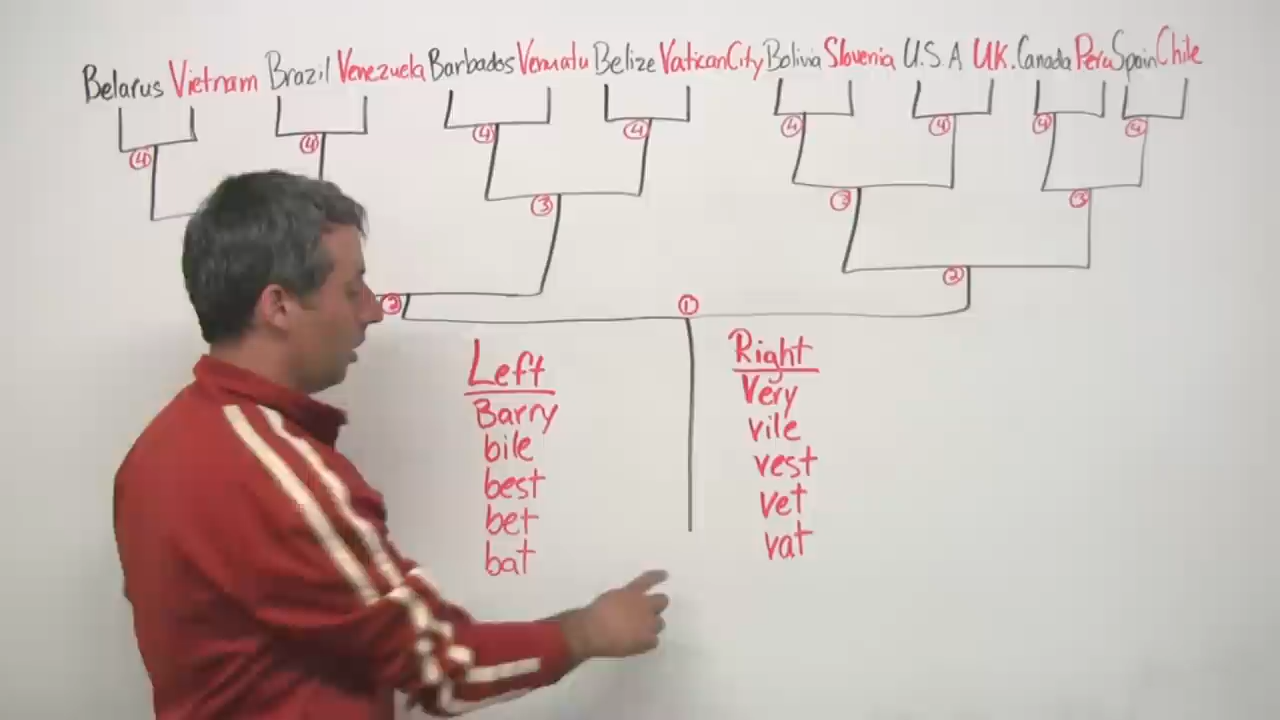 Belarus Vietnam Brazil Venezuela Barbados Vanuatu Belize Vatican City Bolivia Slovenia U.S.A UK. Canada Peru Spain Chile
④ ④ ④ ④ ④ ④ ④ ④
③ ③ ③
② ① ②
Left
Barry
bile
best
bet
bat
Right
Very
vile
vest
vet
vat